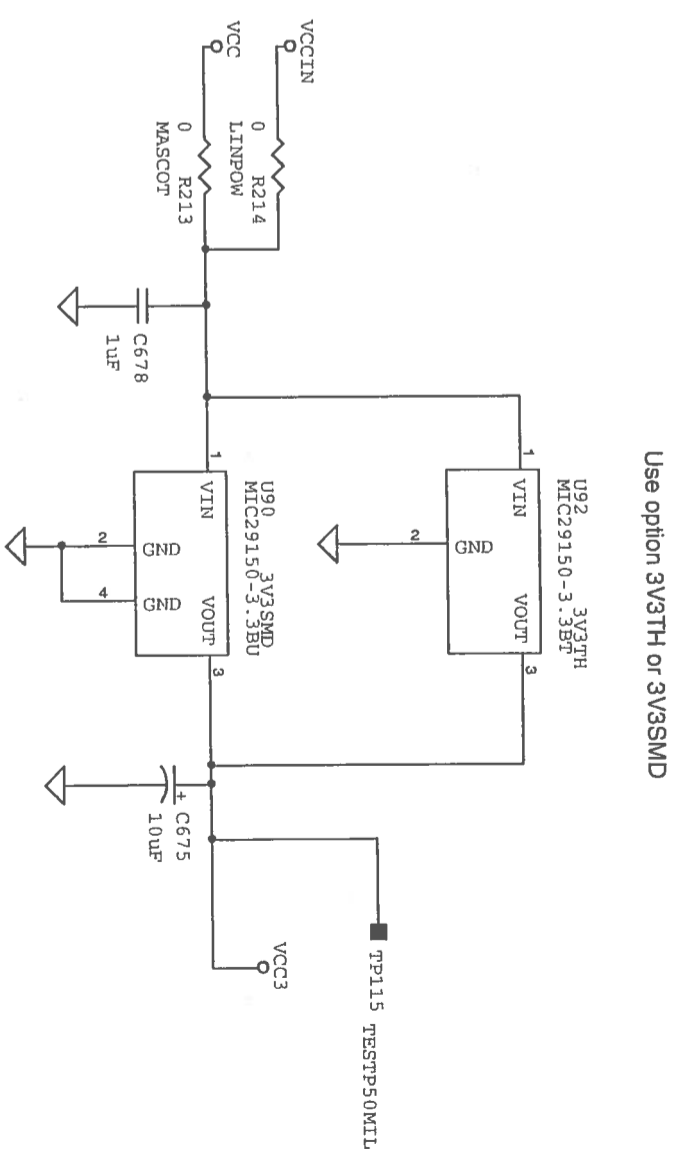 Use option 3V3TH or 3V3SMD
U92 3V3TH
MIC29150-3.3BT
1
VIN
GND
2
VOUT
3
VCCIN
VCC
0 R214
LINPOW
0 R213
MASCOT
C678
1uF
U90 3V3SMD
MIC29150-3.3BU
1
VIN
2
GND
4
GND
VOUT
3
+ C675
10uF
TP115 TESTP50MIL
VCC3